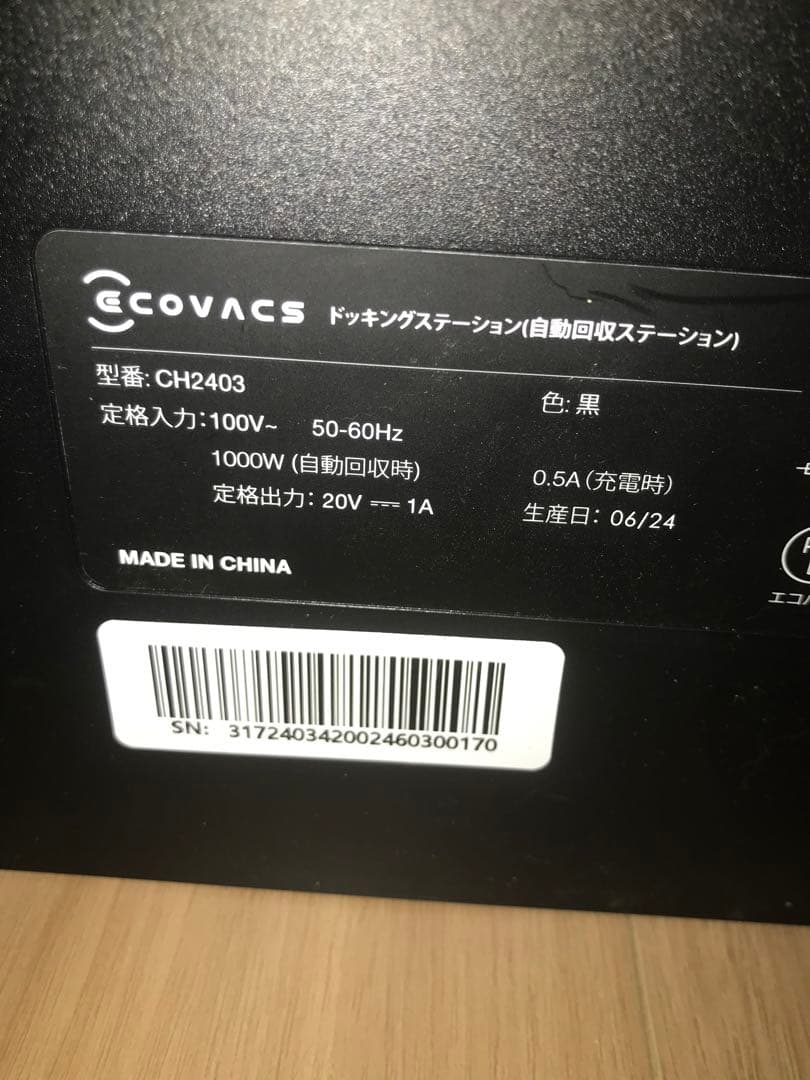 ECOVACS ドッキングステーション(自動回収ステーション)
型番: CH2403 色: 黒
定格入力: 100V~ 50-60Hz
1000W (自動回収時) 0.5A (充電時)
定格出力: 20V ⎓ 1A 生産日: 06/24
MADE IN CHINA
エコ
SN: 317240342002460300170